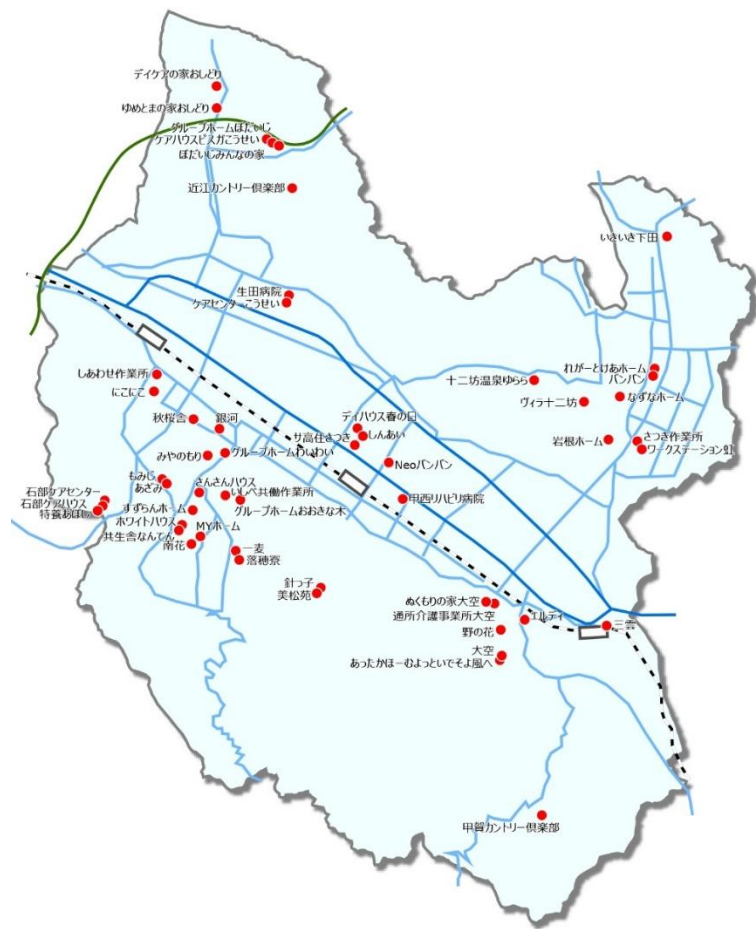 デイケアの家おしどり
ゆめとまの家おしどり
グループホームぼだいじ
ケアハウスビスガこうせい
ぼだいじみんなの家
近江カントリー倶楽部
いきいき下田
生田病院
ケアセンターこうせい
しあわせ作業所
にこにこ
十二坊温泉ゆらら
れがーとけあホーム
バンバン
ヴィラ十二坊
なずなホーム
秋桜舎
銀河
デイハウス春の日
しんあい
サ高住さつき
岩根ホーム
さつき作業所
ワークステーション虹
みやのもり
グループホームわいわい
Neoバンバン
もみじ
あざみ
さんさんハウス
いしべ共働作業所
甲西リハビリ病院
石部ケアセンター
石部ケアハウス
特養あぼし
すずらんホーム
グループホームおおきな木
ホワイトハウス
MYホーム
共生舎なんてん
南花
一麦
落穂寮
針っ子
美松苑
ぬくもりの家大空
通所介護事業所大空
エルディ
三雲
野の花
大空
あったかほーむよっといでそよ風へ
甲賀カントリー倶楽部